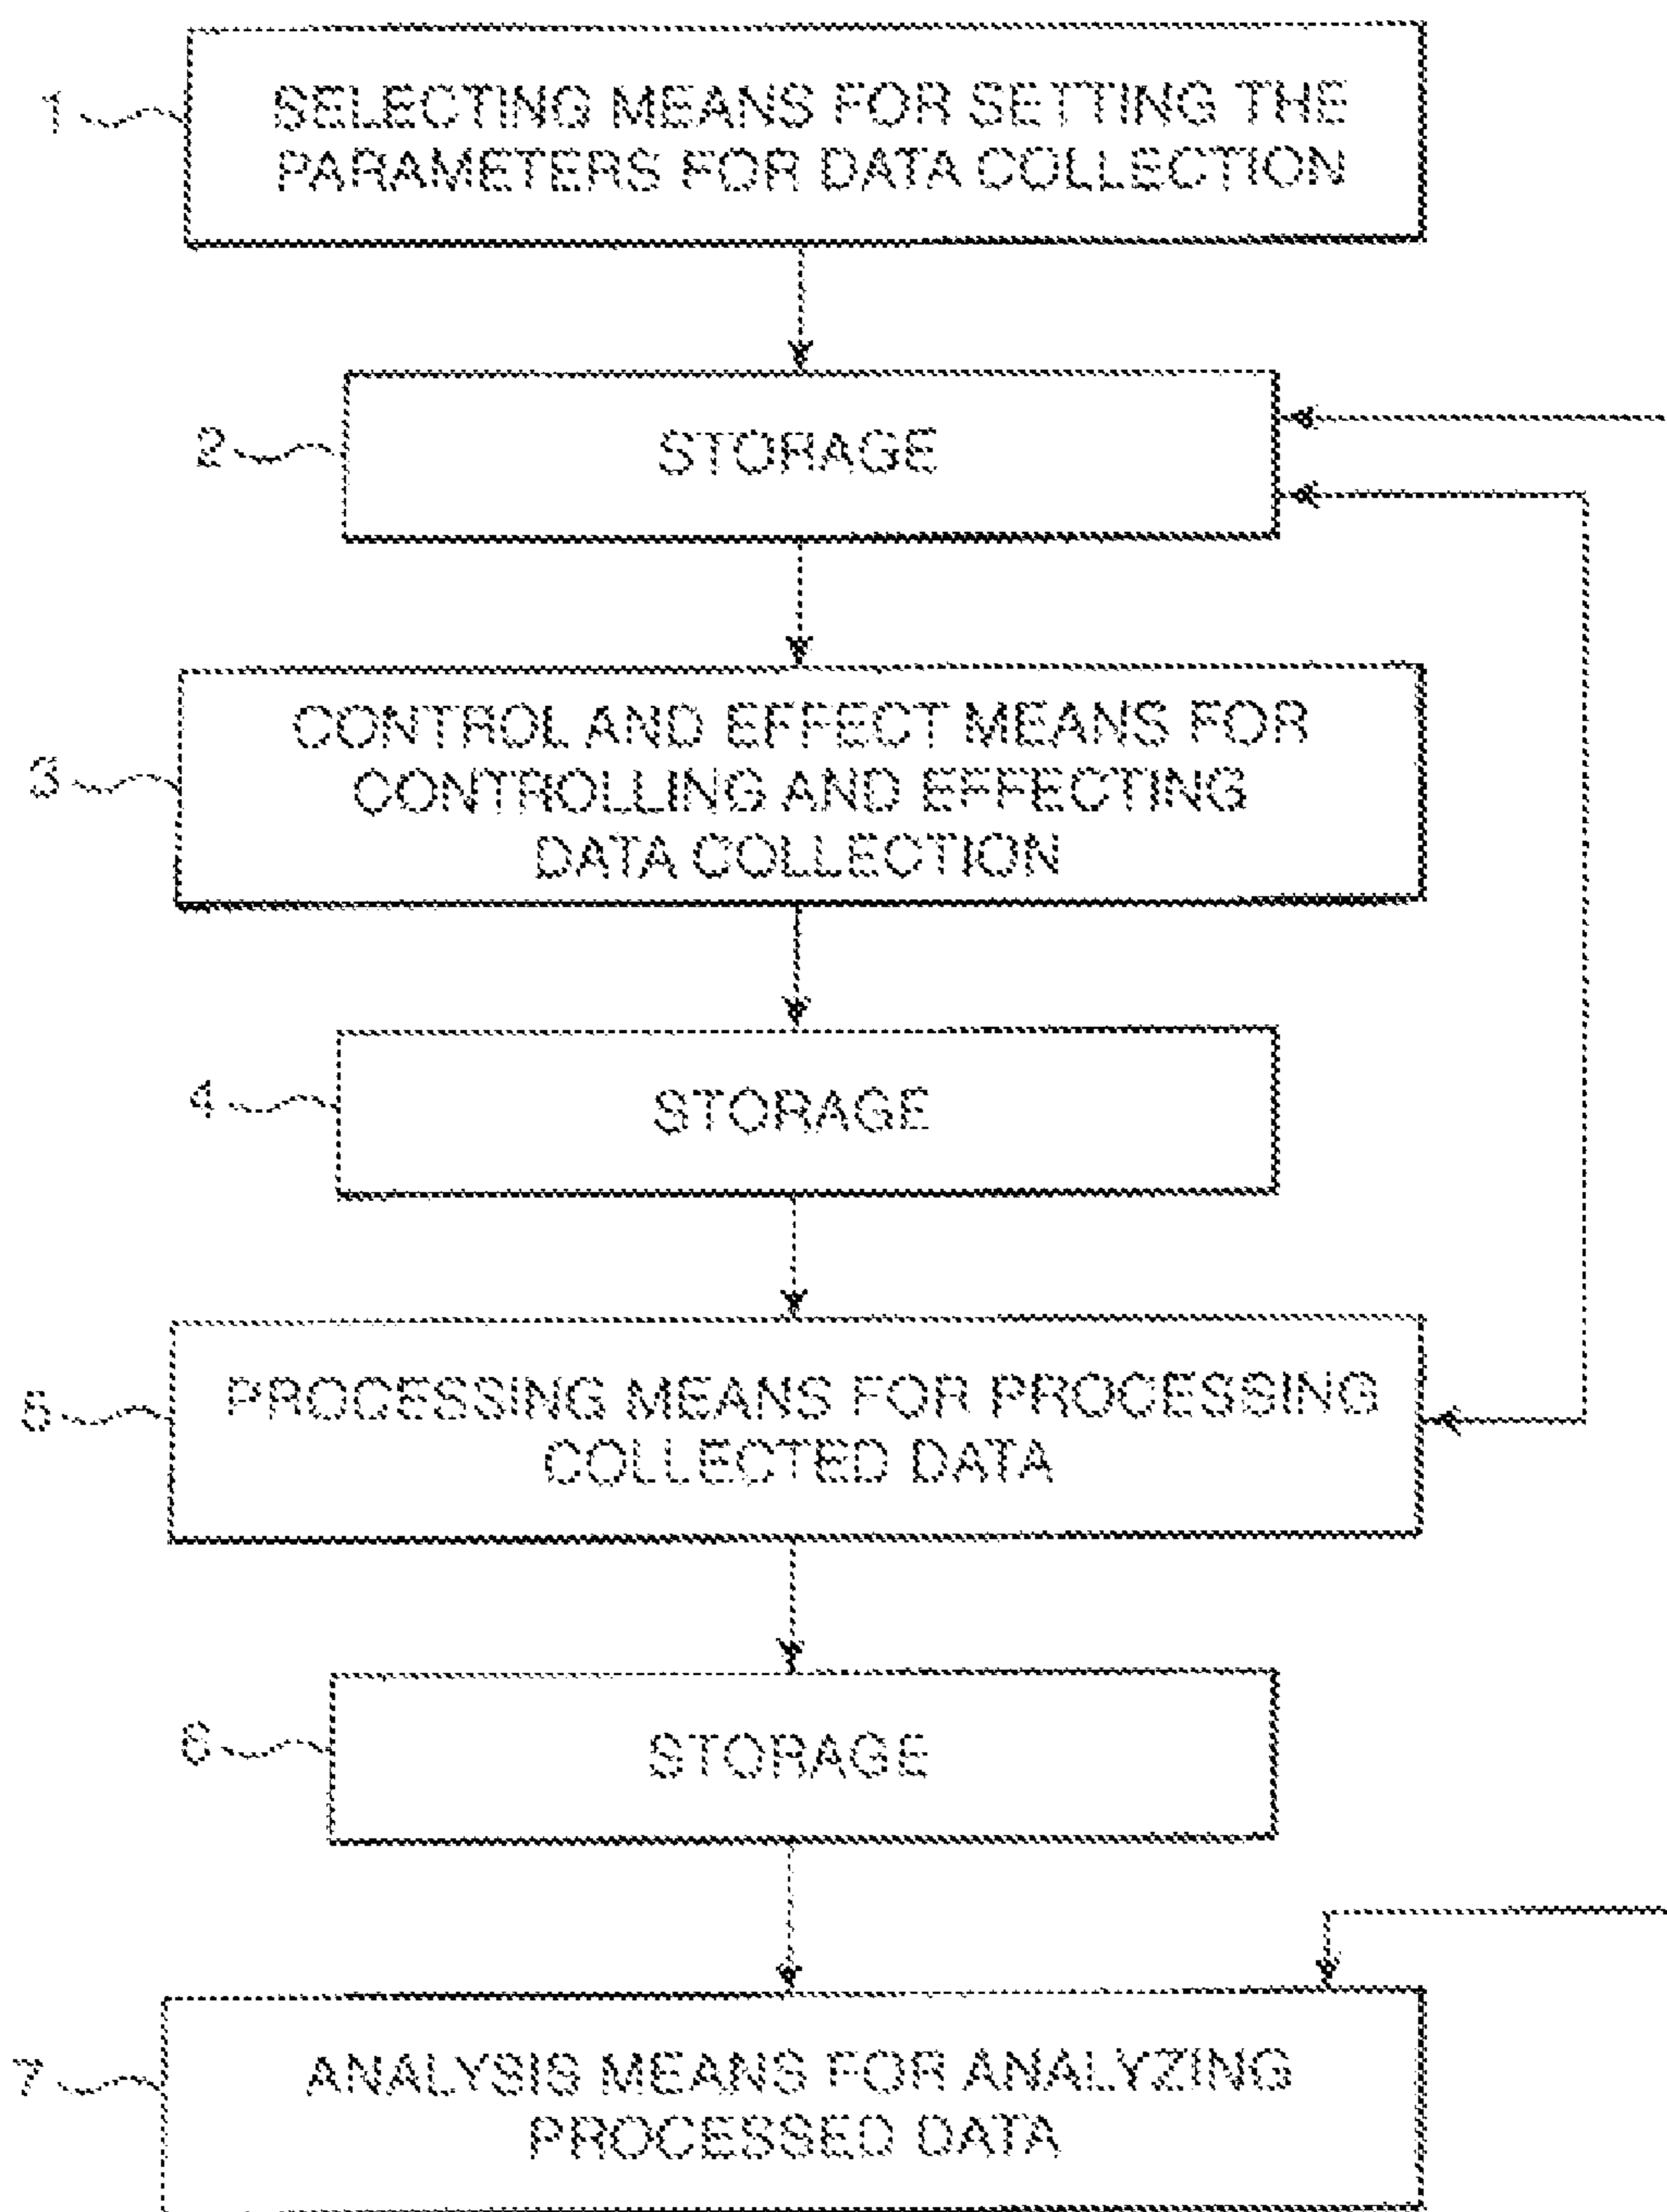 1
SELECTING MEANS FOR SETTING THE
PARAMETERS FOR DATA COLLECTION
2
STORAGE
3
CONTROL AND EFFECT MEANS FOR
CONTROLLING AND EFFECTING
DATA COLLECTION
4
STORAGE
5
PROCESSING MEANS FOR PROCESSING
COLLECTED DATA
6
STORAGE
7
ANALYSIS MEANS FOR ANALYZING
PROCESSED DATA